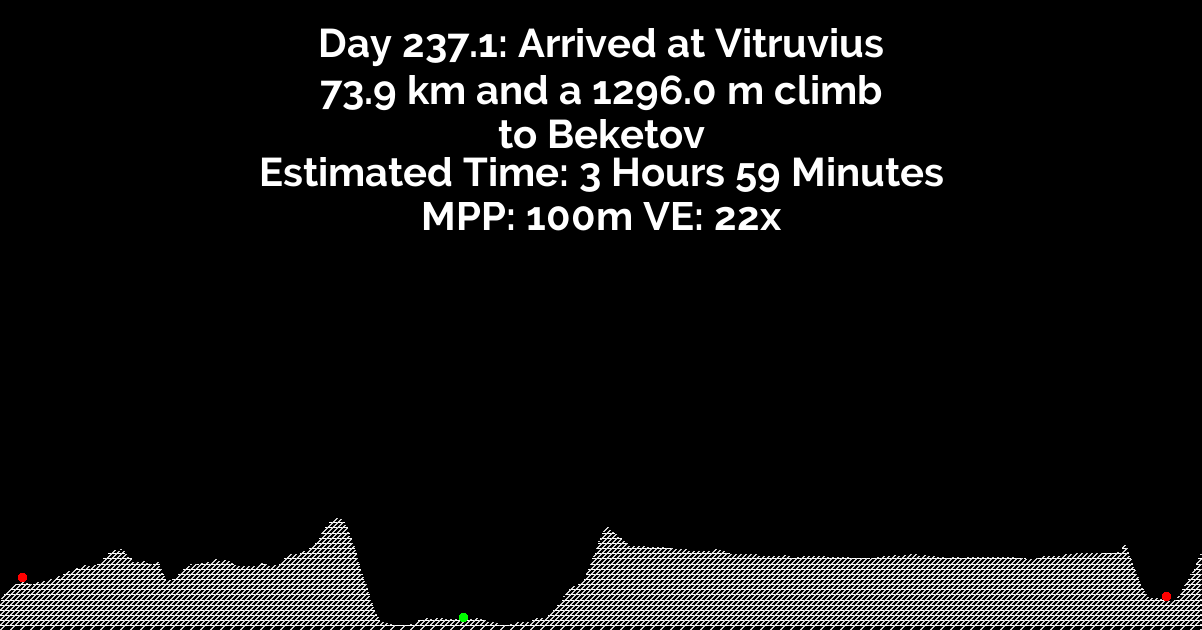 Day 237.1: Arrived at Vitruvius
73.9 km and a 1296.0 m climb
to Beketov
Estimated Time: 3 Hours 59 Minutes
MPP: 100m VE: 22x